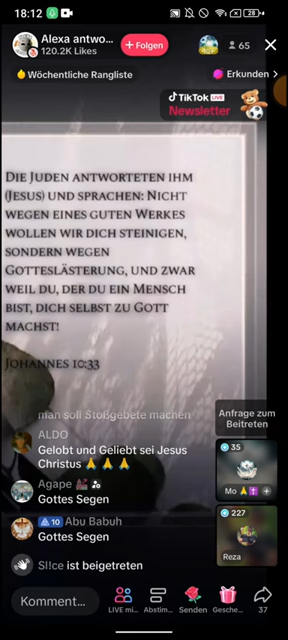 18:12
28
Alexa antwo...
120.2K Likes
+ Folgen
65
Wöchentliche Rangliste
Erkunden >
TikTok LIVE
Newsletter
Die Juden antworteten ihm
(Jesus) und sprachen: Nicht
wegen eines guten Werkes
wollen wir dich steinigen,
sondern wegen
Gotteslästerung, und zwar
weil du, der du ein Mensch
bist, dich selbst zu Gott
machst!
Johannes 10:33
man soll Stoßgebete machen
ALDO
Gelobt und Geliebt sei Jesus
Christus 🙏 🙏 🙏
Agape
Gottes Segen
10 Abu Babuh
Gottes Segen
S!!ce ist beigetreten
Anfrage zum
Beitreten
35
Mo 🙏✝️ +
227
Reza
Komment...
LIVE mi...
Abstim...
Senden
Gesche...
37